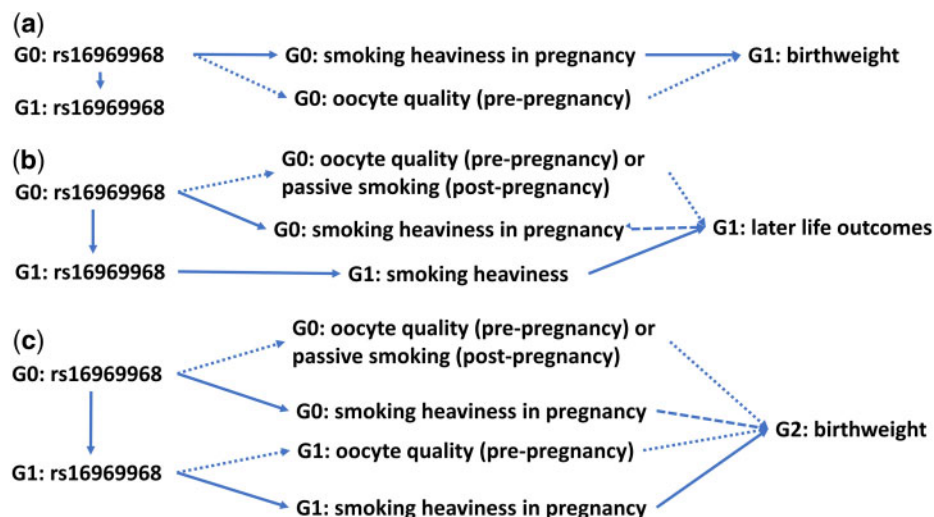 (a)
G0: rs16969968
G0: smoking heaviness in pregnancy
G1: birthweight
G0: oocyte quality (pre-pregnancy)
G1: rs16969968
(b)
G0: oocyte quality (pre-pregnancy) or
passive smoking (post-pregnancy)
G0: rs16969968
G0: smoking heaviness in pregnancy
G1: later life outcomes
G1: rs16969968
G1: smoking heaviness
(c)
G0: oocyte quality (pre-pregnancy) or
passive smoking (post-pregnancy)
G0: rs16969968
G0: smoking heaviness in pregnancy
G2: birthweight
G1: oocyte quality (pre-pregnancy)
G1: rs16969968
G1: smoking heaviness in pregnancy